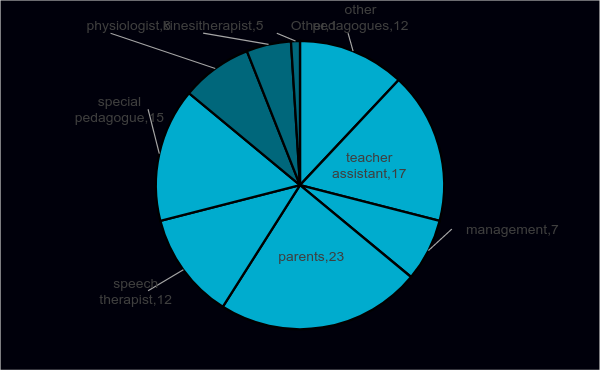 other
pedagogues,12
physiologist,8
kinesitherapist,5
Other,1
special
pedagogue,15
teacher
assistant,17
management,7
parents,23
speech
therapist,12